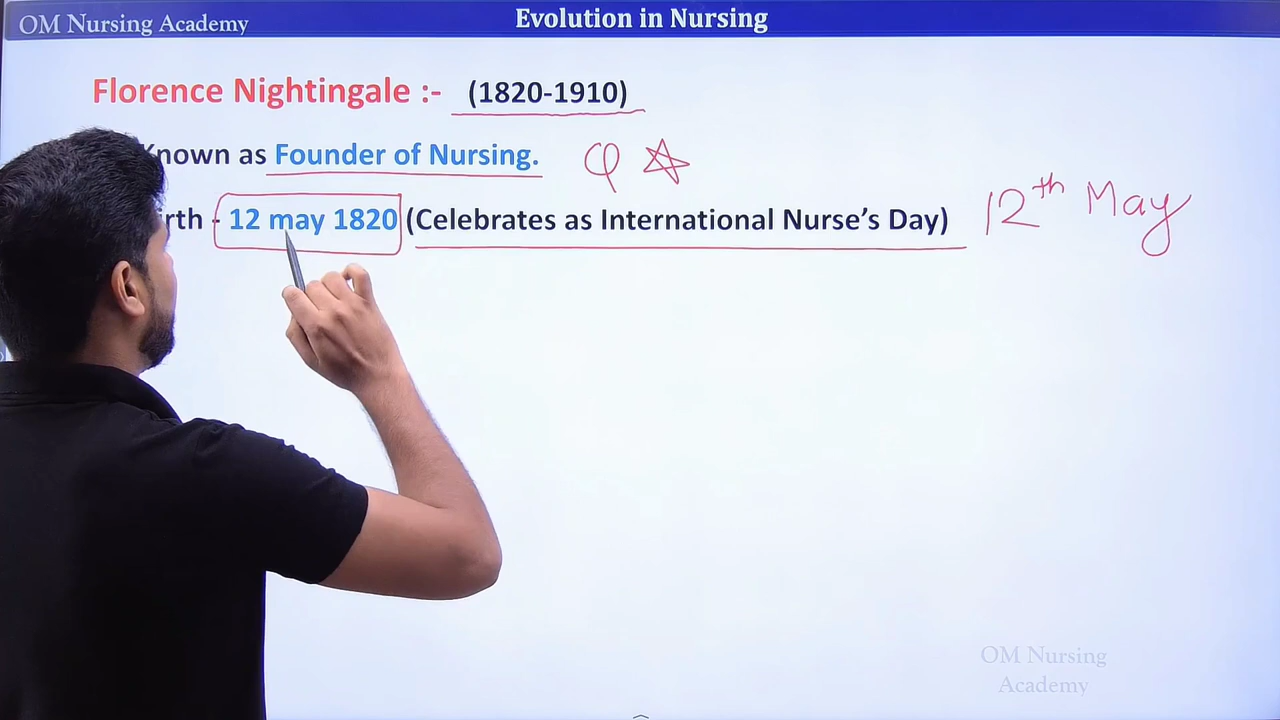 OM Nursing Academy
Evolution in Nursing
Florence Nightingale :- (1820-1910)
Known as Founder of Nursing. φ
- 12 may 1820 (Celebrates as International Nurse's Day) 12th May
OM Nursing
Academy